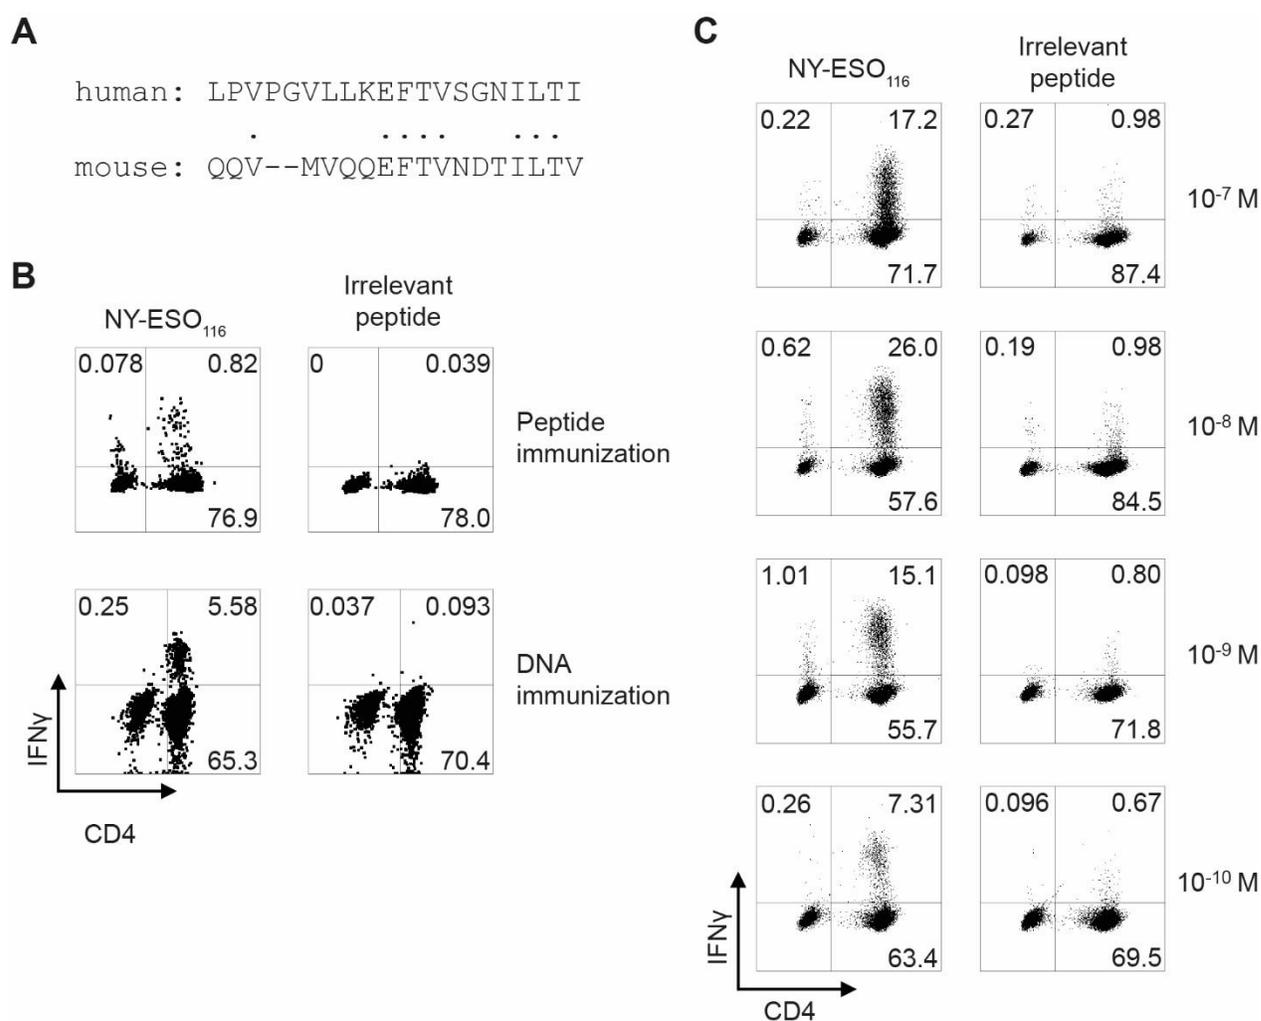 A
human: LPVPGVLLKEFTVSGNILTI
. .... ...
mouse: QQV--MVQQEFTVNDTILTV
B
NY-ESO116
Irrelevant
peptide
0.078 0.82
76.9
0 0.039
78.0
Peptide
immunization
0.25 5.58
65.3
0.037 0.093
70.4
DNA
immunization
IFNγ
CD4
C
NY-ESO116
Irrelevant
peptide
0.22 17.2
71.7
0.27 0.98
87.4
10-7 M
0.62 26.0
57.6
0.19 0.98
84.5
10-8 M
1.01 15.1
55.7
0.098 0.80
71.8
10-9 M
0.26 7.31
63.4
0.096 0.67
69.5
10-10 M
IFNγ
CD4